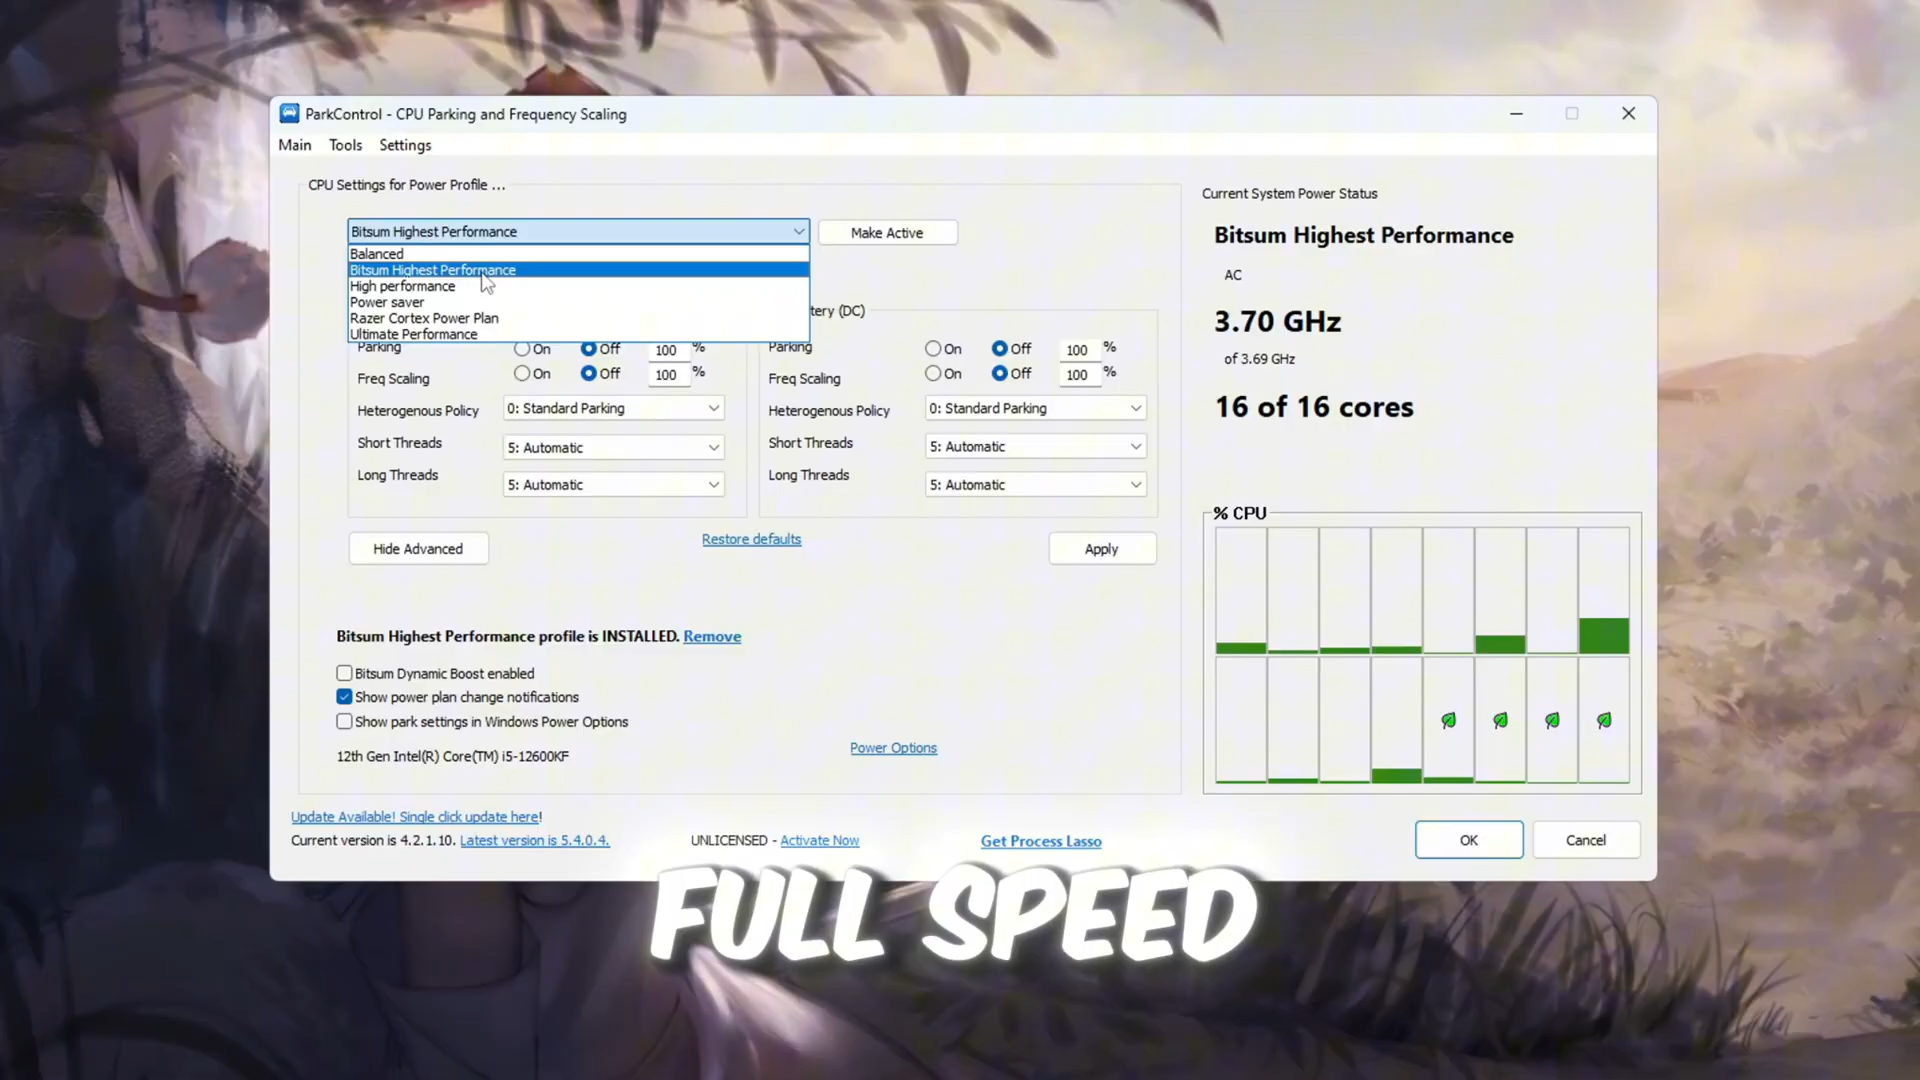 ParkControl - CPU Parking and Frequency Scaling
Main Tools Settings
CPU Settings for Power Profile ...
Bitsum Highest Performance
Make Active
Balanced
Bitsum Highest Performance
High performance
Power saver
Razer Cortex Power Plan
Ultimate Performance
tery (DC)
Parking On Off 100 %
Freq Scaling On Off 100 %
Heterogenous Policy 0: Standard Parking
Short Threads 5: Automatic
Long Threads 5: Automatic
Parking On Off 100 %
Freq Scaling On Off 100 %
Heterogenous Policy 0: Standard Parking
Short Threads 5: Automatic
Long Threads 5: Automatic
Hide Advanced
Restore defaults
Apply
Bitsum Highest Performance profile is INSTALLED. Remove
Bitsum Dynamic Boost enabled
Show power plan change notifications
Show park settings in Windows Power Options
12th Gen Intel(R) Core(TM) i5-12600KF
Power Options
Current System Power Status
Bitsum Highest Performance
AC
3.70 GHz
of 3.69 GHz
16 of 16 cores
% CPU
Update Available! Single click update here!
Current version is 4.2.1.10. Latest version is 5.4.0.4.
UNLICENSED - Activate Now
Get Process Lasso
OK
Cancel
FULL SPEED